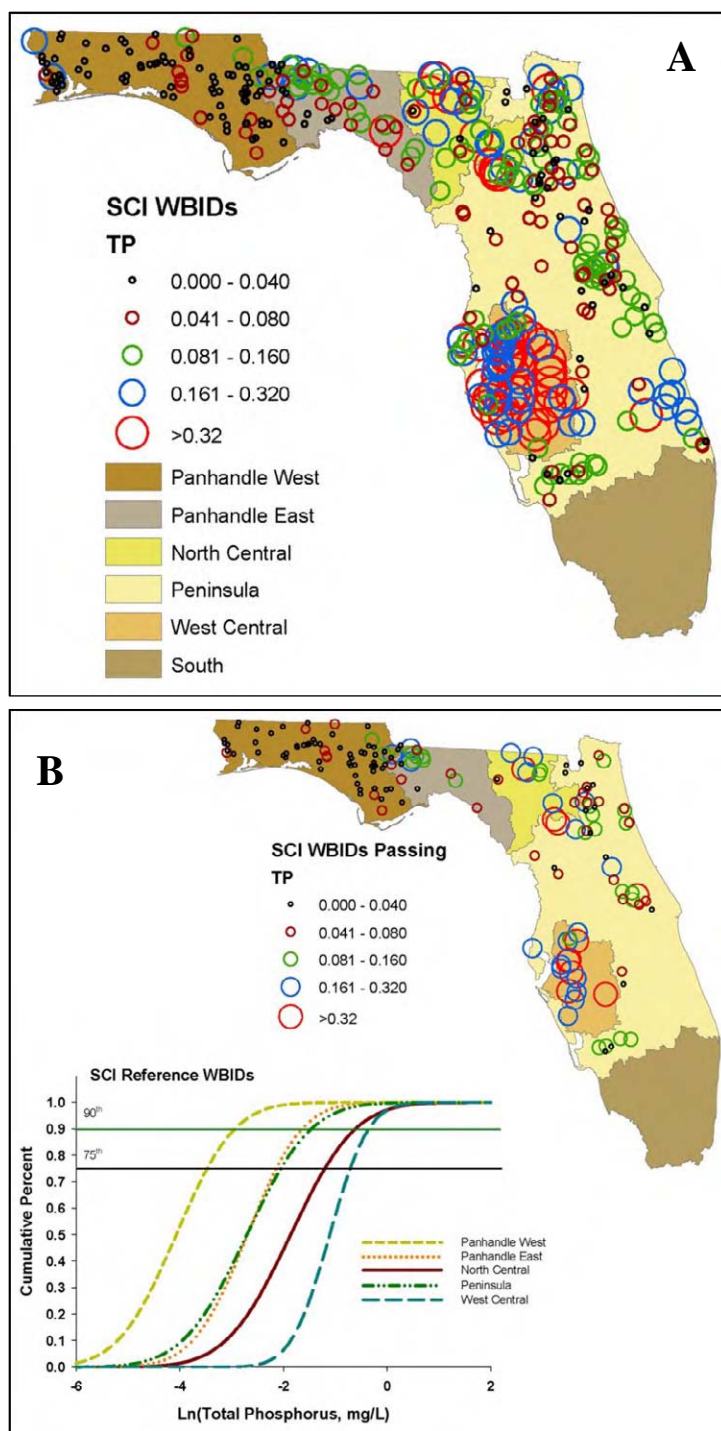 A
SCI WBIDs
TP
0.000 - 0.040
0.041 - 0.080
0.081 - 0.160
0.161 - 0.320
>0.32
Panhandle West
Panhandle East
North Central
Peninsula
West Central
South
B
SCI WBIDs Passing
TP
0.000 - 0.040
0.041 - 0.080
0.081 - 0.160
0.161 - 0.320
>0.32
SCI Reference WBIDs
1.0
90th
0.9
0.8
75th
0.7
0.6
0.5
0.4
0.3
0.2
0.1
0.0
Cumulative Percent
Panhandle West
Panhandle East
North Central
Peninsula
West Central
-6 -4 -2 0 2
Ln(Total Phosphorus, mg/L)